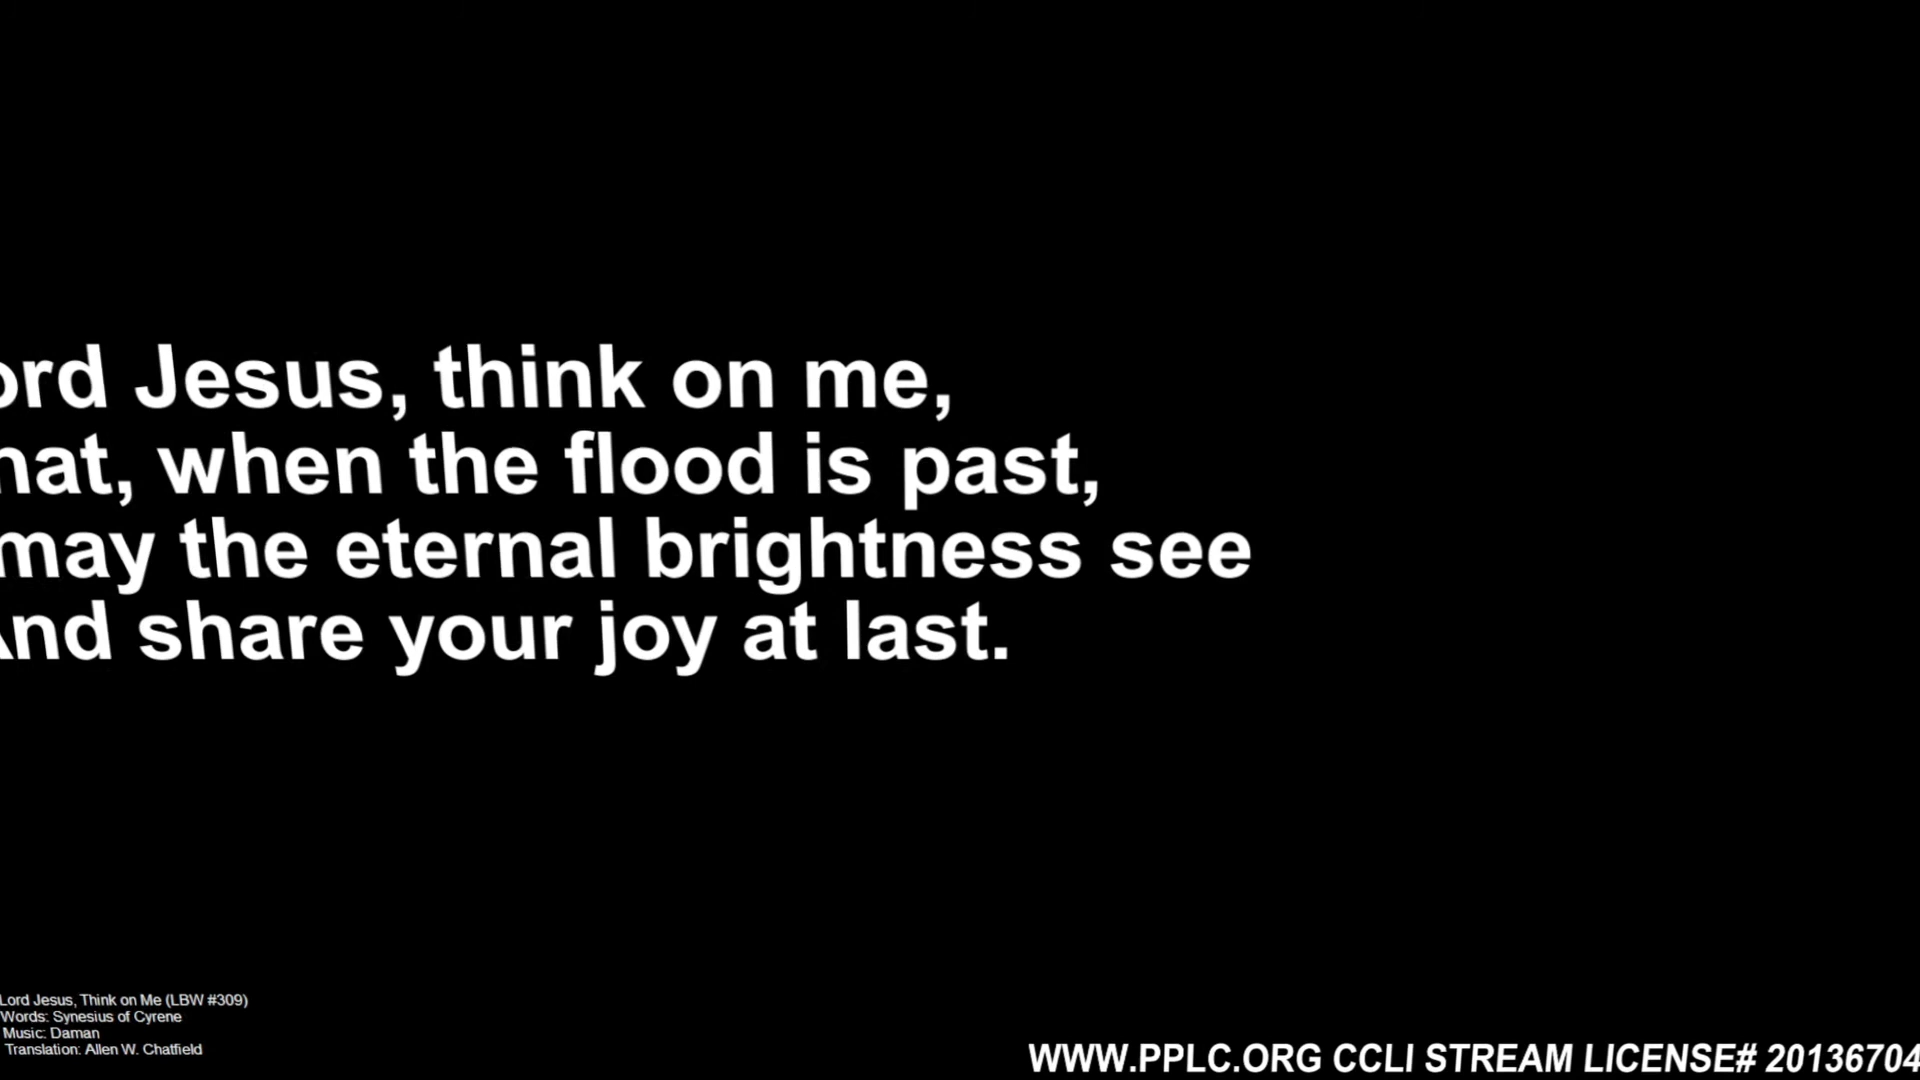 ord Jesus, think on me,
hat, when the flood is past,
may the eternal brightness see
And share your joy at last.
Lord Jesus, Think on Me (LBW #309)
Words: Synesius of Cyrene
Music: Daman
Translation: Allen W. Chatfield
WWW.PPLC.ORG CCLI STREAM LICENSE# 20136704